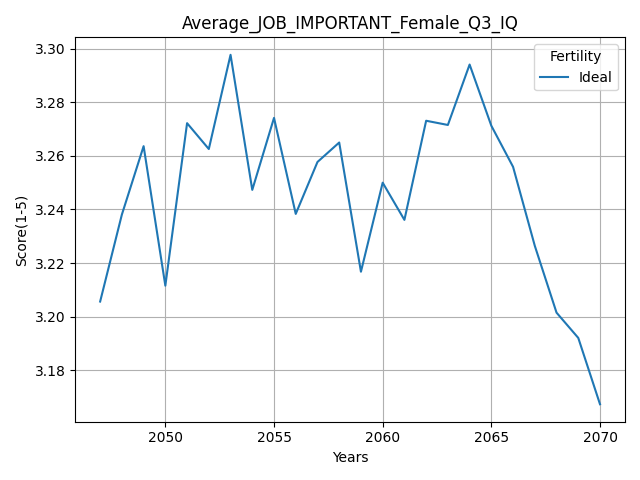 Average_JOB_IMPORTANT_Female_Q3_IQ
Fertility
Ideal
Score(1-5)
3.30
3.28
3.26
3.24
3.22
3.20
3.18
2050
2055
2060
2065
2070
Years